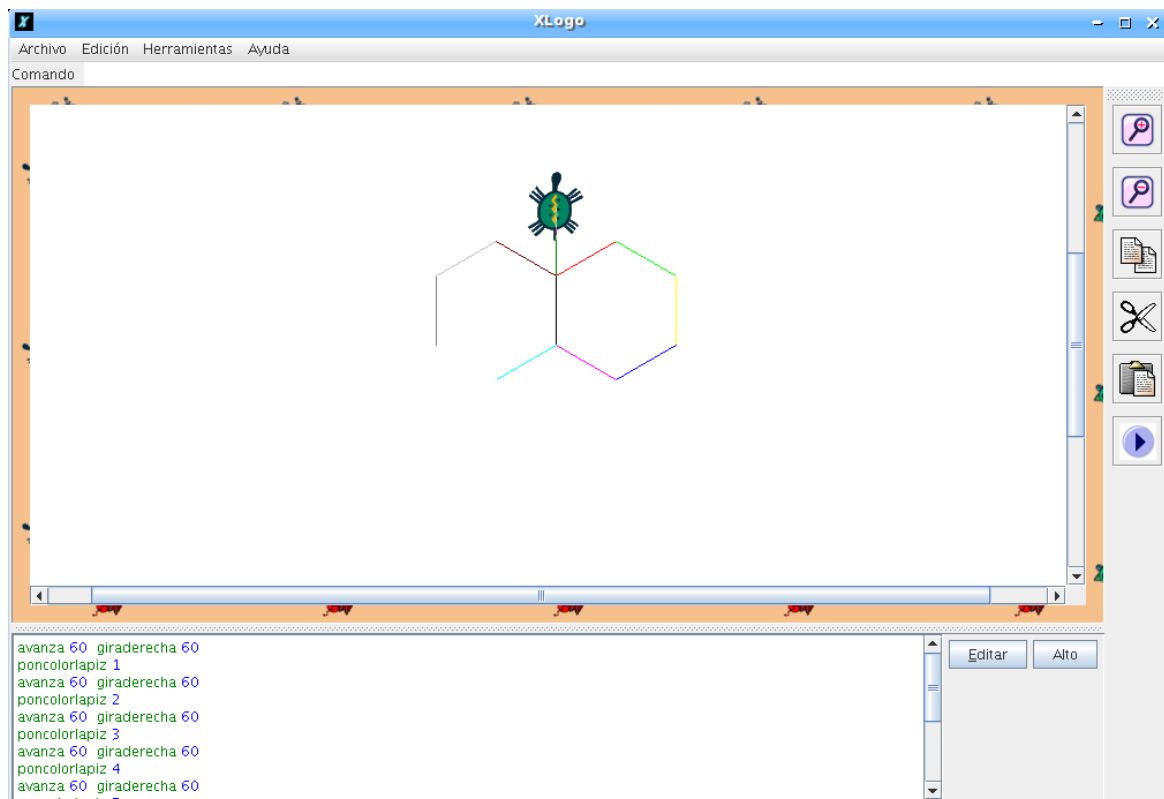 XLogo
Archivo Edición Herramientas Ayuda
Comando
avanza 60 giraderecha 60
poncolorlapiz 1
avanza 60 giraderecha 60
poncolorlapiz 2
avanza 60 giraderecha 60
poncolorlapiz 3
avanza 60 giraderecha 60
poncolorlapiz 4
avanza 60 giraderecha 60
Editar Alto